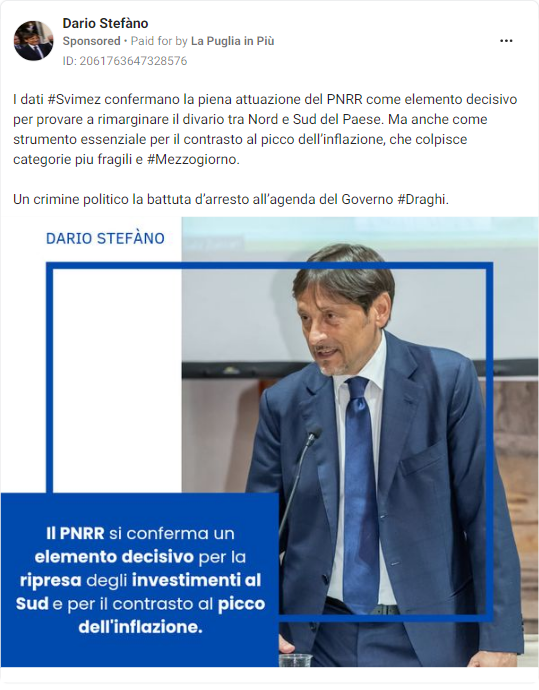 Dario Stefàno
Sponsored • Paid for by La Puglia in Più
ID: 2061763647328576
I dati #Svimez confermano la piena attuazione del PNRR come elemento decisivo
per provare a rimarginare il divario tra Nord e Sud del Paese. Ma anche come
strumento essenziale per il contrasto al picco dell’inflazione, che colpisce
categorie piu fragili e #Mezzogiorno.
Un crimine politico la battuta d’arresto all’agenda del Governo #Draghi.
DARIO STEFÀNO
Il PNRR si conferma un
elemento decisivo per la
ripresa degli investimenti al
Sud e per il contrasto al picco
dell'inflazione.